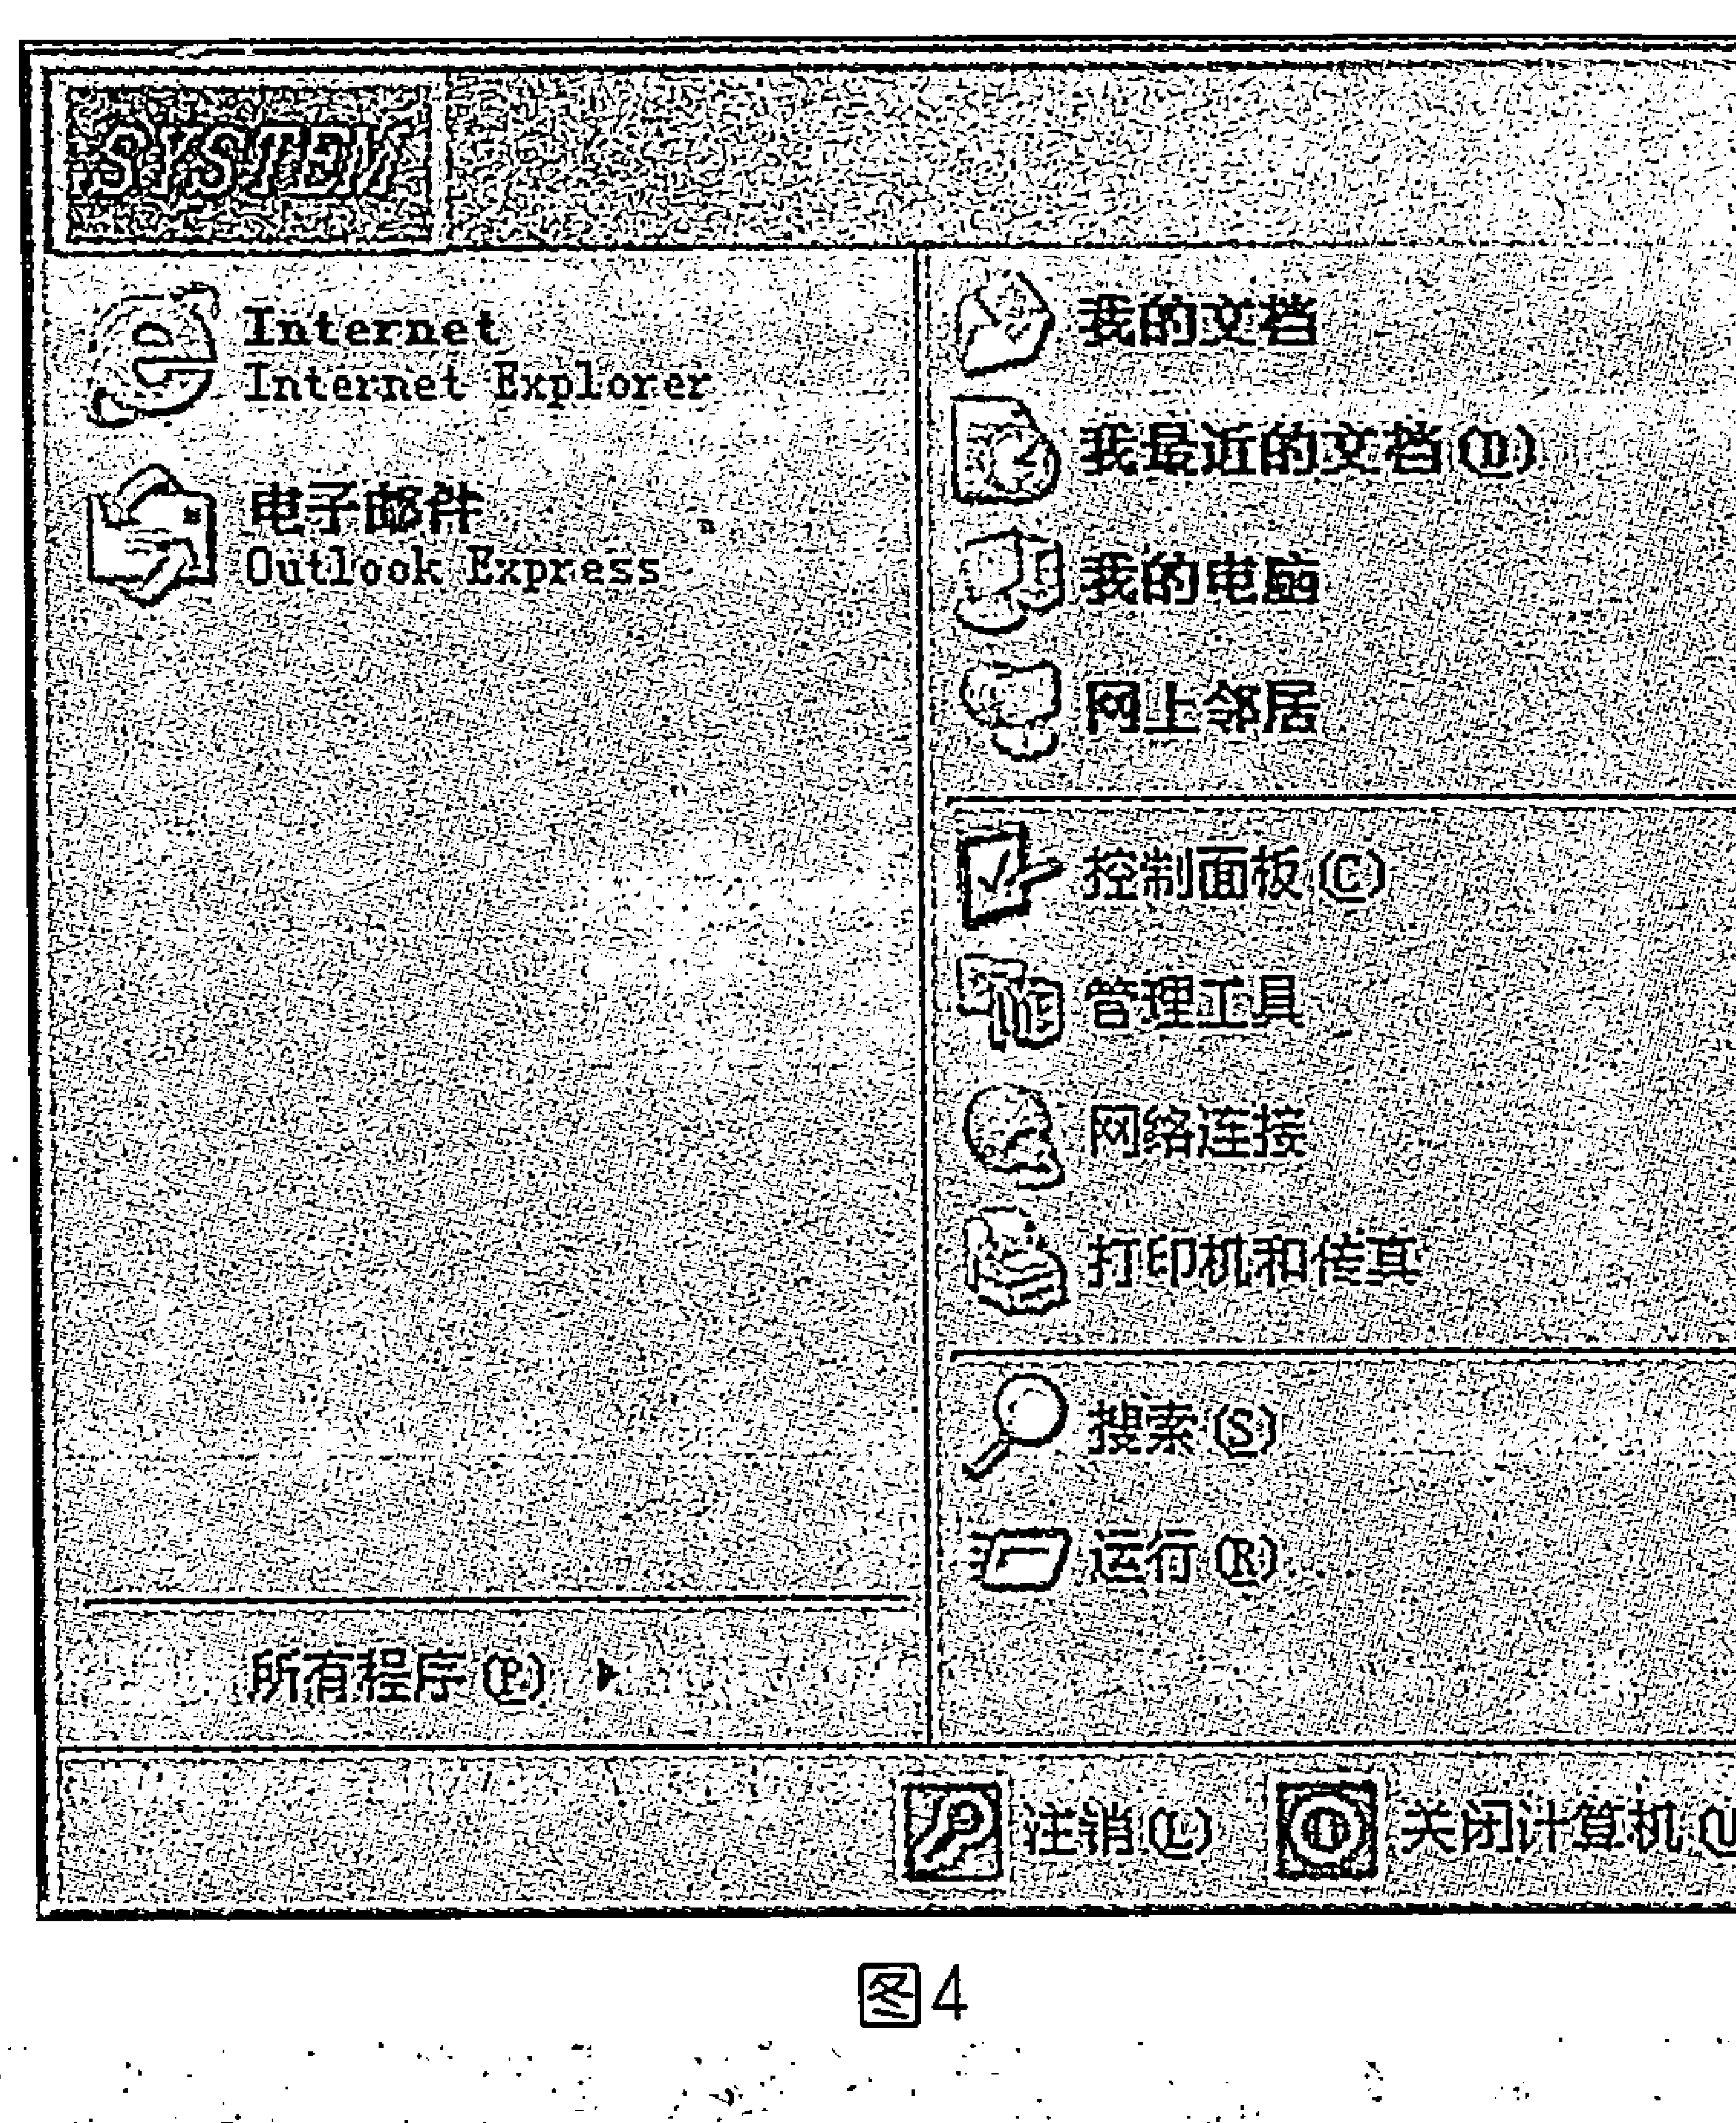 SYSTEM
Internet
Internet Explorer
电子邮件
Outlook Express
所有程序(P)
我的文档
我最近的文档(D)
我的电脑
网上邻居
控制面板(C)
管理工具
网络连接
打印机和传真
搜索(S)
运行(R)...
注销(L)
关闭计算机(U
图4